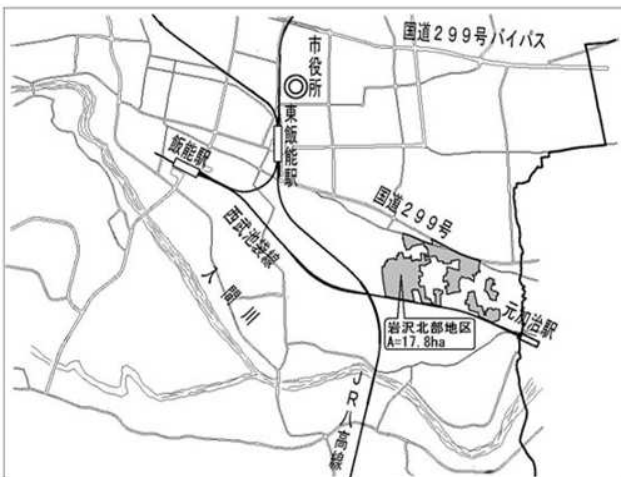 国道299号バイパス
市役所
東飯能駅
飯能駅
国道299号
西武池袋線
入間川
元加治駅
岩沢北部地区
A=17.8ha
JR八高線